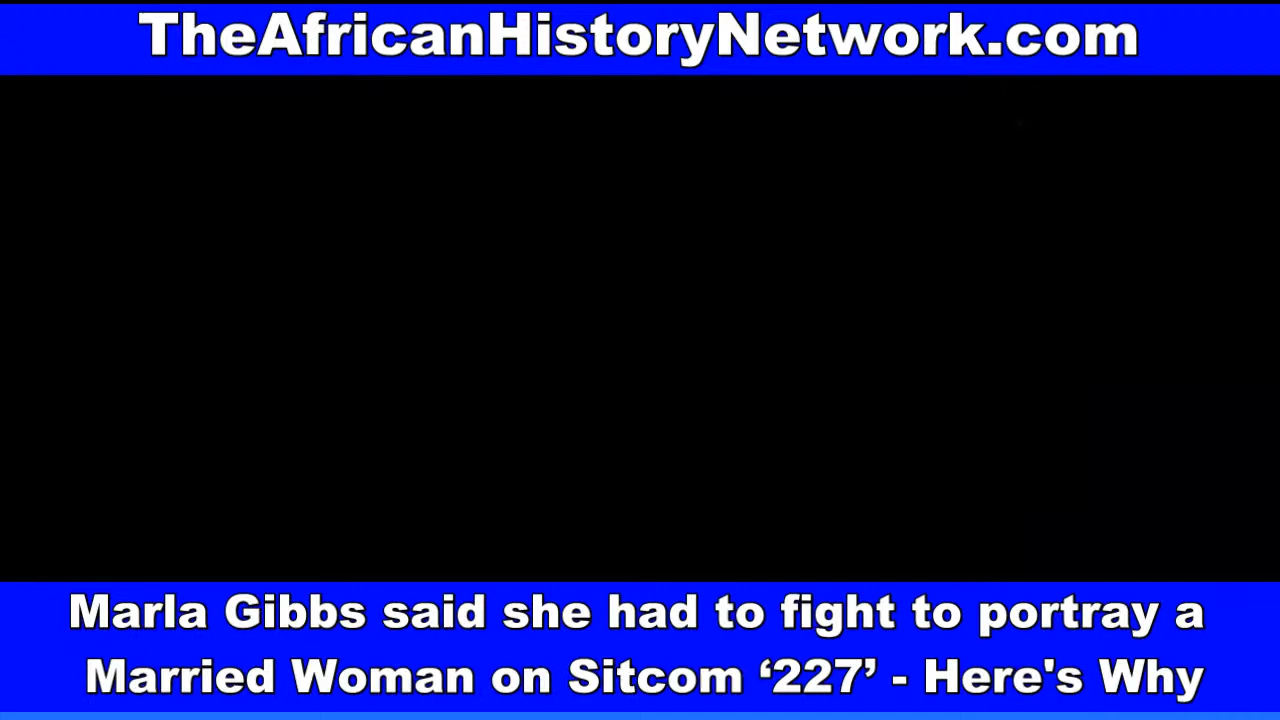 TheAfricanHistoryNetwork.com
Marla Gibbs said she had to fight to portray a
Married Woman on Sitcom ‘227’ - Here's Why